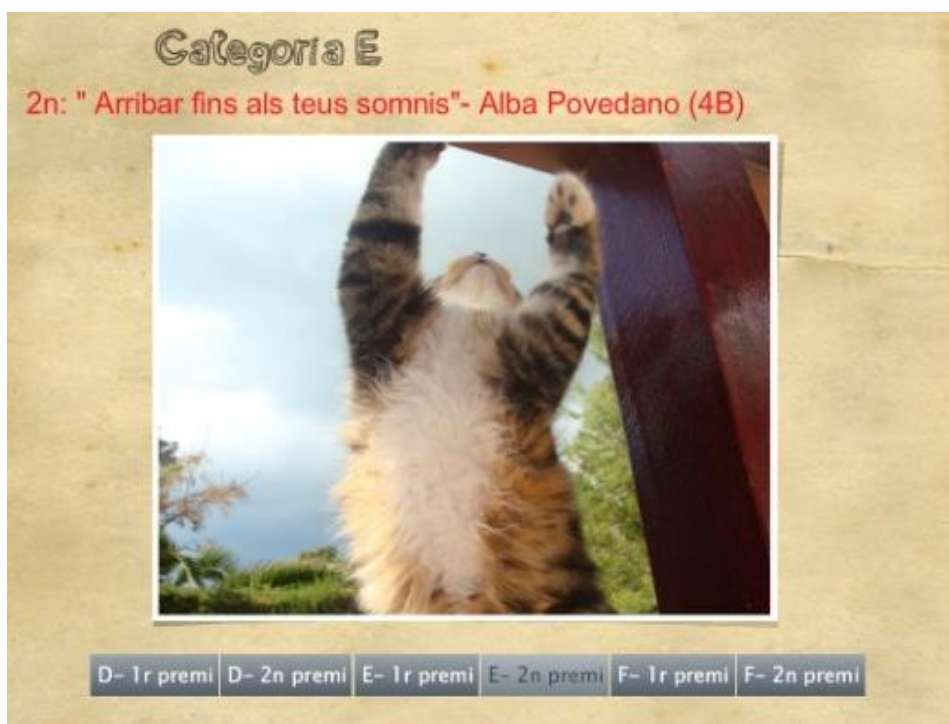 Categoria E
2n: " Arribar fins als teus somnis"- Alba Povedano (4B)
D- 1r premi D- 2n premi E- 1r premi E- 2n premi F- 1r premi F- 2n premi